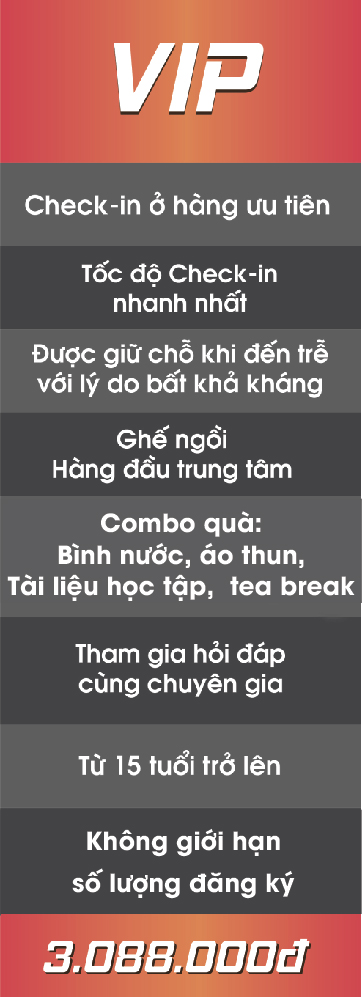 VIP
Check-in ở hàng ưu tiên
Tốc độ Check-in
nhanh nhất
Được giữ chỗ khi đến trễ
với lý do bất khả kháng
Ghế ngồi
Hàng đầu trung tâm
Combo quà:
Bình nước, áo thun,
Tài liệu học tập, tea break
Tham gia hỏi đáp
cùng chuyên gia
Từ 15 tuổi trở lên
Không giới hạn
số lượng đăng ký
3.088.000đ